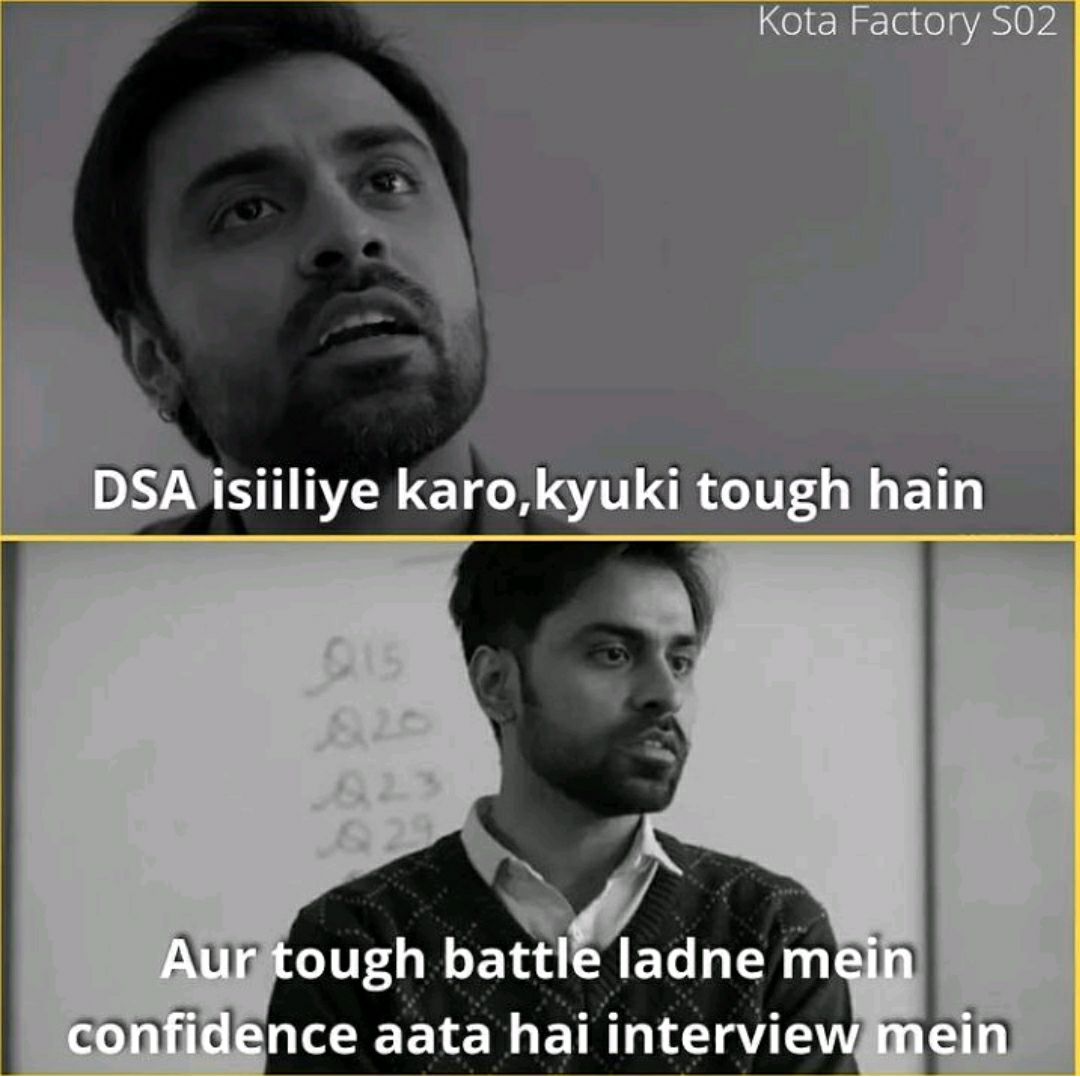 Kota Factory S02
DSA isiiliye karo,kyuki tough hain
Q15
Q20
Q23
Q29
Aur tough battle ladne mein
confidence aata hai interview mein